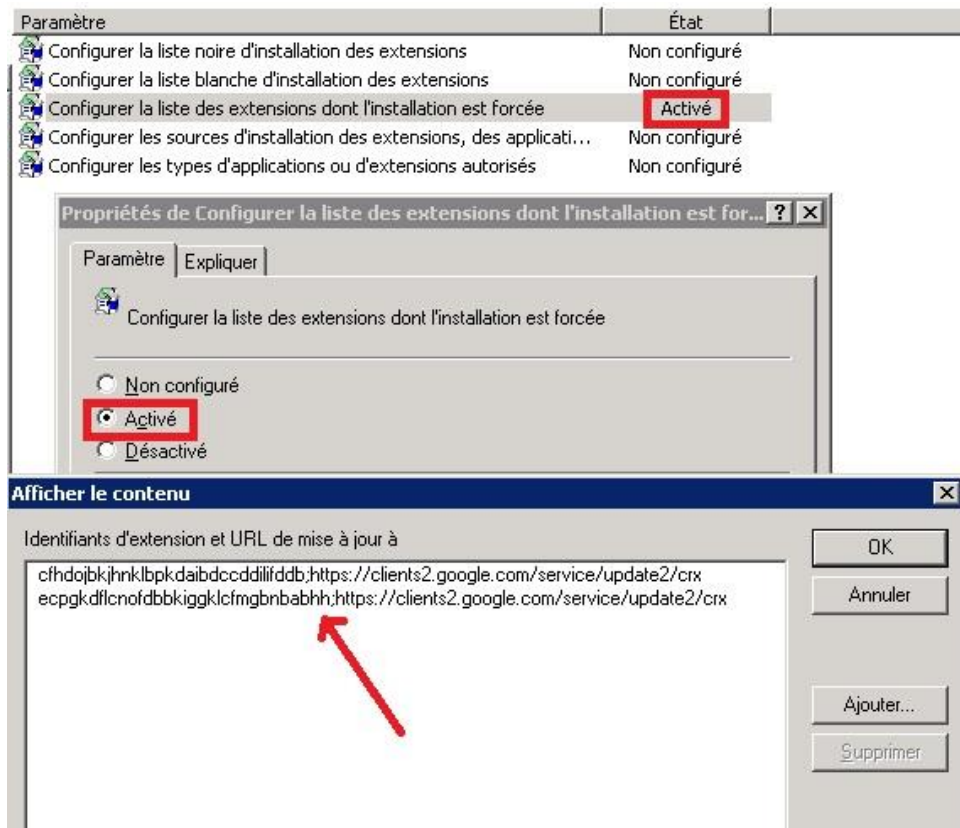 Paramètre État
Configurer la liste noire d'installation des extensions Non configuré
Configurer la liste blanche d'installation des extensions Non configuré
Configurer la liste des extensions dont l'installation est forcée Activé
Configurer les sources d'installation des extensions, des applicati... Non configuré
Configurer les types d'applications ou d'extensions autorisés Non configuré
Propriétés de Configurer la liste des extensions dont l'installation est for...
Paramètre Expliquer
Configurer la liste des extensions dont l'installation est forcée
Non configuré
Activé
Désactivé
Afficher le contenu
Identifiants d'extension et URL de mise à jour à
OK
cfhdojbkjhnklbpkdaibdccddilifddb;https://clients2.google.com/service/update2/crx
ecpgkdflcnofdbbkiggklcfmgbnbabhh;https://clients2.google.com/service/update2/crx
Annuler
Ajouter...
Supprimer